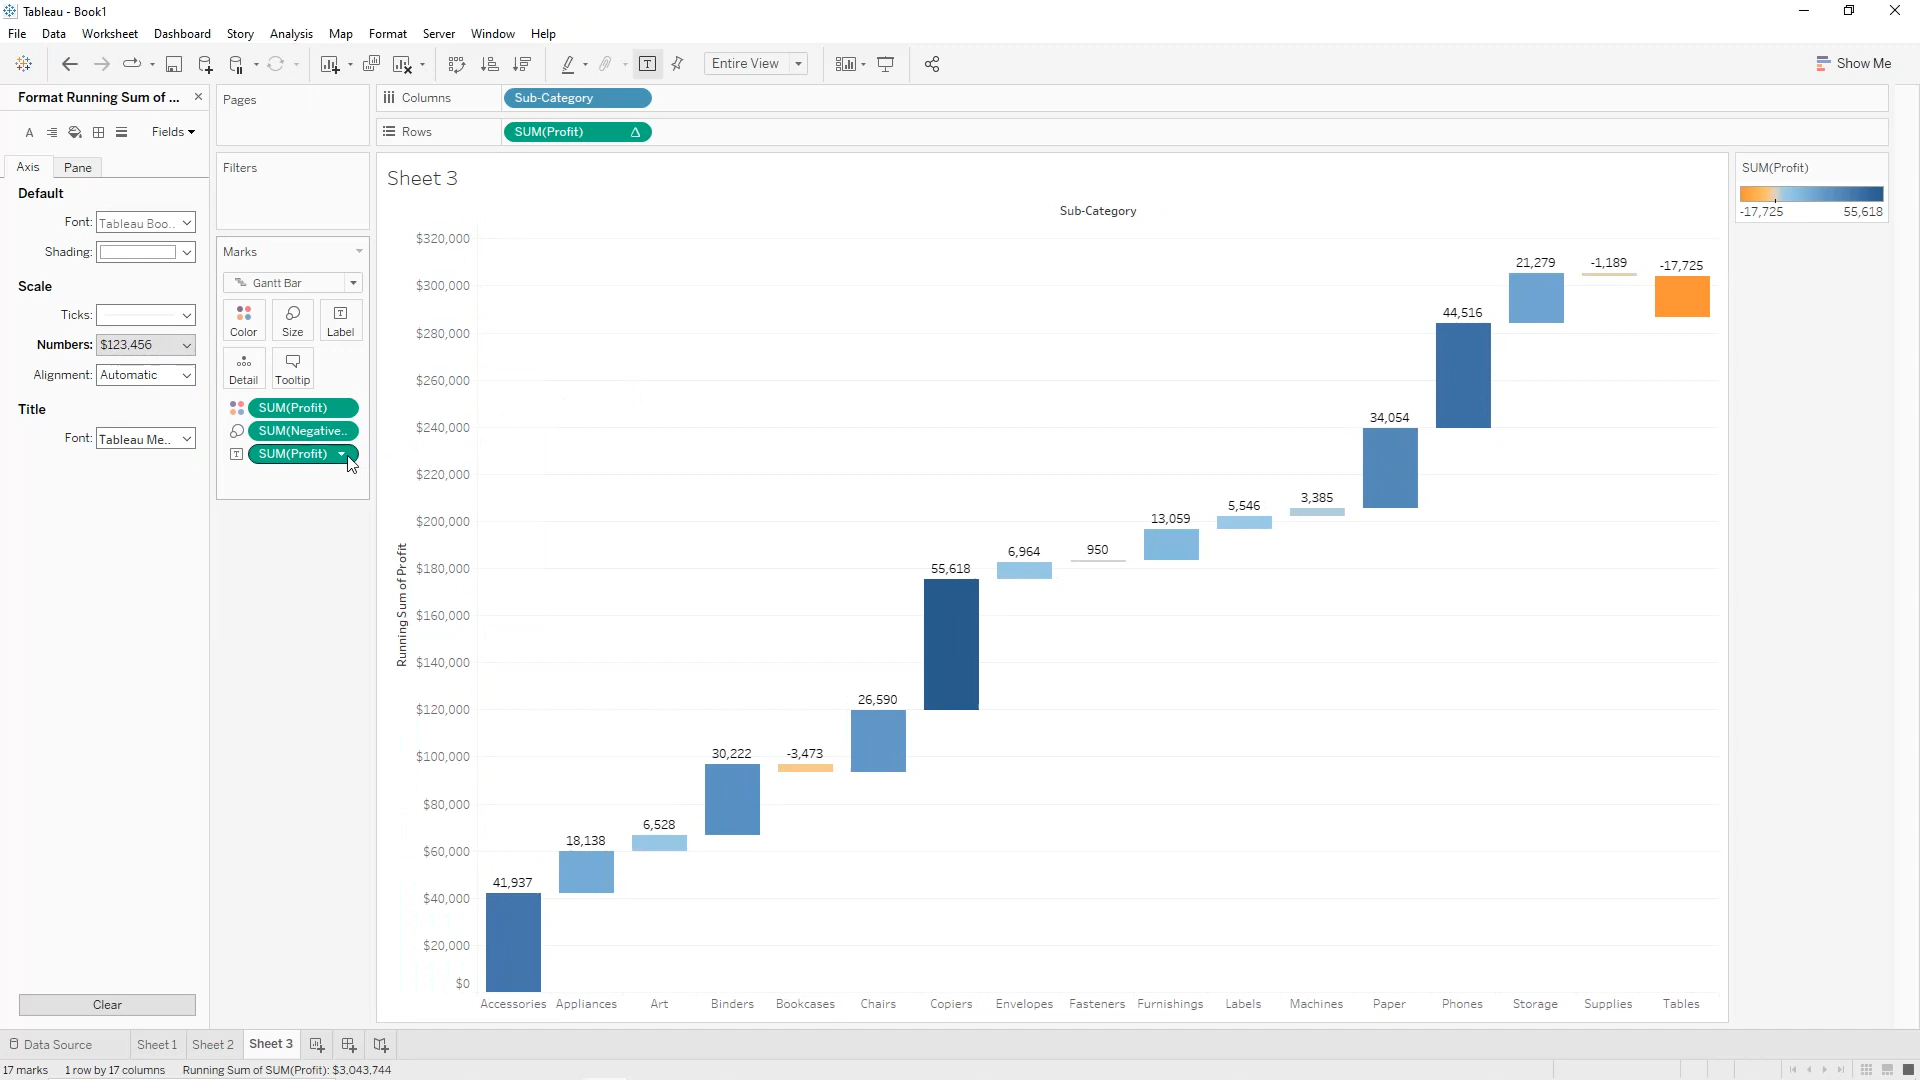 Tableau - Book1
File Data Worksheet Dashboard Story Analysis Map Format Server Window Help
Entire View
Show Me
Format Running Sum of ...
Fields
Axis Pane
Default
Font: Tableau Boo..
Shading:
Scale
Ticks:
Numbers: $123,456
Alignment: Automatic
Title
Font: Tableau Me..
Clear
Pages
Filters
Marks
Gantt Bar
Color Size Label
Detail Tooltip
SUM(Profit)
SUM(Negative..
SUM(Profit)
Columns Sub-Category
Rows SUM(Profit) Δ
Sheet 3
Sub-Category
Running Sum of Profit
$320,000
$300,000
$280,000
$260,000
$240,000
$220,000
$200,000
$180,000
$160,000
$140,000
$120,000
$100,000
$80,000
$60,000
$40,000
$20,000
$0
41,937
18,138
6,528
30,222
-3,473
26,590
55,618
6,964
950
13,059
5,546
3,385
34,054
44,516
21,279
-1,189
-17,725
Accessories Appliances Art Binders Bookcases Chairs Copiers Envelopes Fasteners Furnishings Labels Machines Paper Phones Storage Supplies Tables
SUM(Profit)
-17,725 55,618
Data Source Sheet 1 Sheet 2 Sheet 3
17 marks 1 row by 17 columns Running Sum of SUM(Profit): $3,043,744